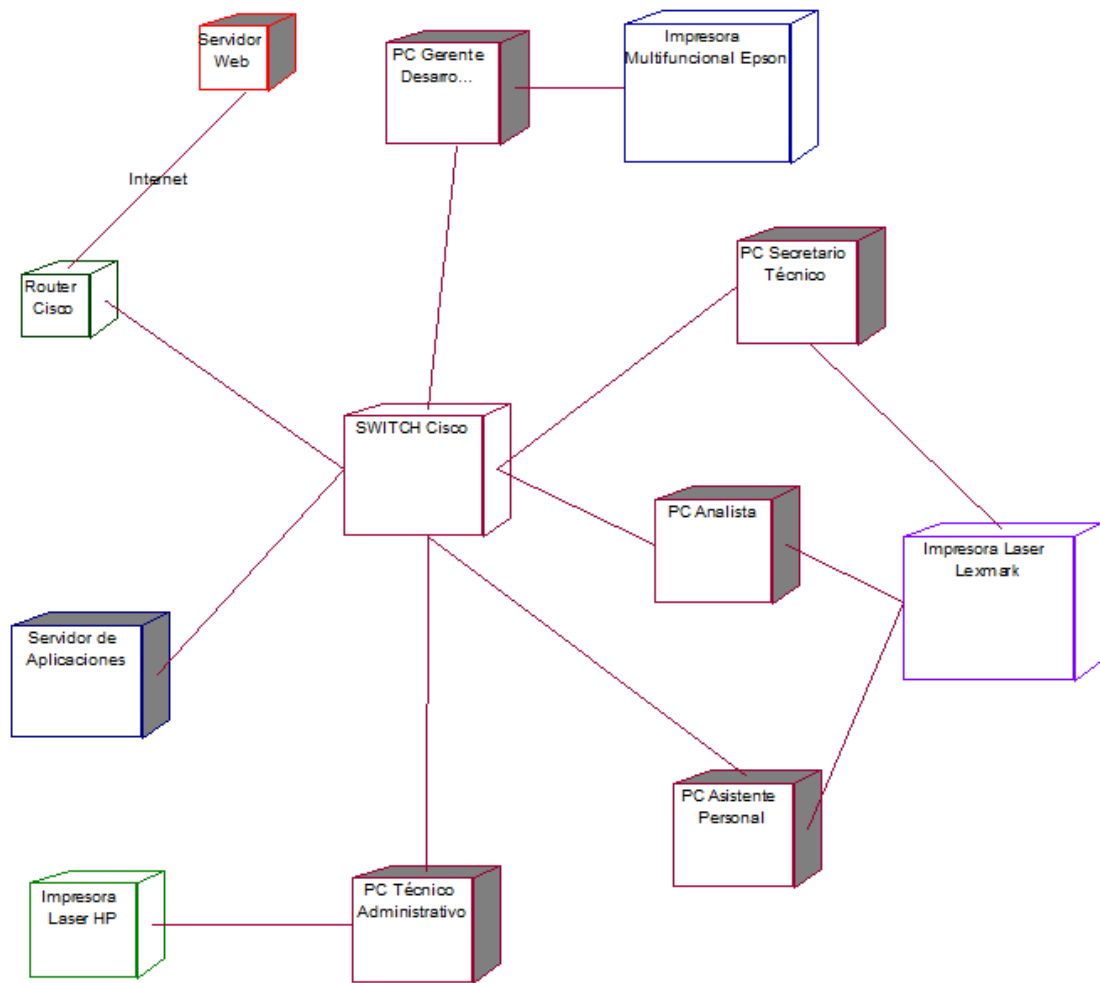 Servidor
Web
PC Gerente
Desarro...
Impresora
Multifuncional Epson
Internet
Router
Cisco
PC Secretario
Técnico
SWITCH Cisco
PC Analista
Impresora Laser
Lexmark
Servidor de
Aplicaciones
PC Asistente
Personal
Impresora
Laser HP
PC Técnico
Administrativo